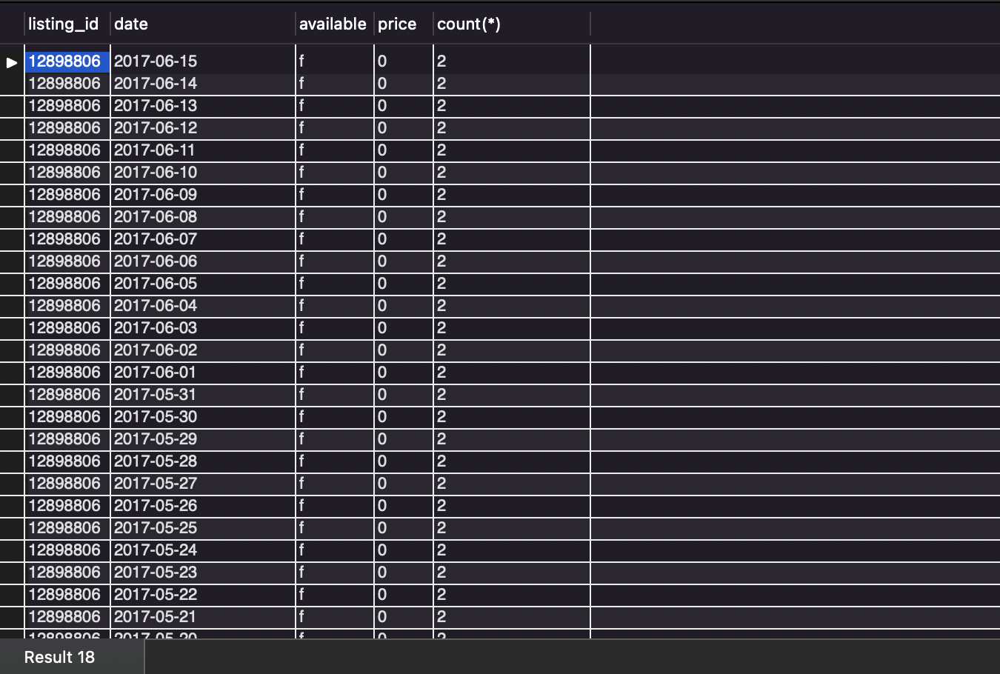 listing_id date available price count(*)
12898806 2017-06-15 f 0 2
12898806 2017-06-14 f 0 2
12898806 2017-06-13 f 0 2
12898806 2017-06-12 f 0 2
12898806 2017-06-11 f 0 2
12898806 2017-06-10 f 0 2
12898806 2017-06-09 f 0 2
12898806 2017-06-08 f 0 2
12898806 2017-06-07 f 0 2
12898806 2017-06-06 f 0 2
12898806 2017-06-05 f 0 2
12898806 2017-06-04 f 0 2
12898806 2017-06-03 f 0 2
12898806 2017-06-02 f 0 2
12898806 2017-06-01 f 0 2
12898806 2017-05-31 f 0 2
12898806 2017-05-30 f 0 2
12898806 2017-05-29 f 0 2
12898806 2017-05-28 f 0 2
12898806 2017-05-27 f 0 2
12898806 2017-05-26 f 0 2
12898806 2017-05-25 f 0 2
12898806 2017-05-24 f 0 2
12898806 2017-05-23 f 0 2
12898806 2017-05-22 f 0 2
12898806 2017-05-21 f 0 2
12898806 2017-05-20 f 0 2
Result 18